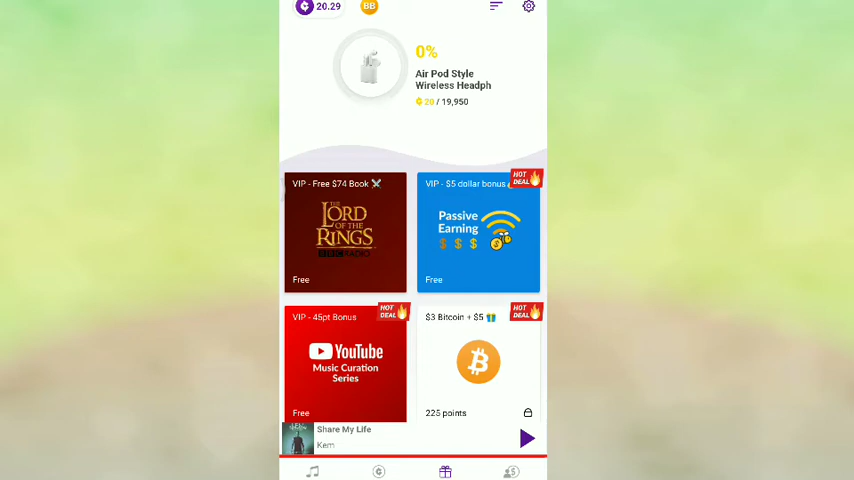 20.29
BB
0%
Air Pod Style
Wireless Headph
20 / 19,950
VIP - Free $74 Book
THE
LORD
OF THE
RINGS
BBC RADIO
Free
HOT
DEAL
VIP - $5 dollar bonus
Passive
Earning
$ $ $
Free
HOT
DEAL
VIP - 45pt Bonus
YouTube
Music Curation
Series
Free
HOT
DEAL
$3 Bitcoin + $5
225 points
Share My Life
Kem